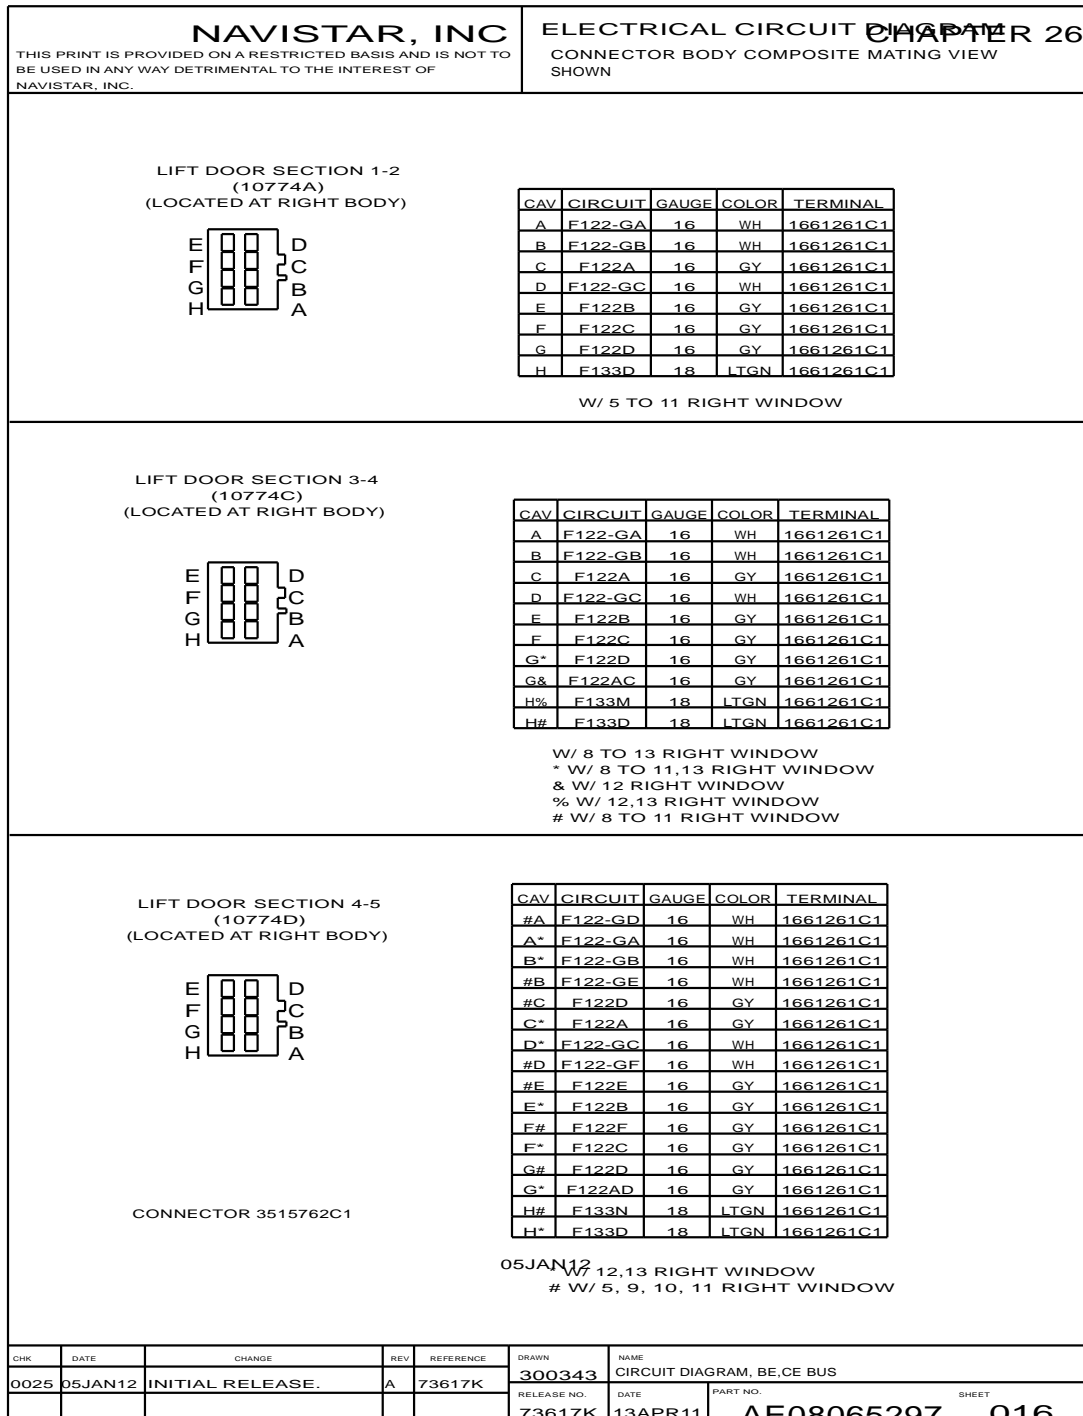 NAVISTAR, INC
THIS PRINT IS PROVIDED ON A RESTRICTED BASIS AND IS NOT TO
BE USED IN ANY WAY DETRIMENTAL TO THE INTEREST OF
NAVISTAR, INC.
ELECTRICAL CIRCUIT DIAGRAM
CHAPTER 26
CONNECTOR BODY COMPOSITE MATING VIEW
SHOWN
LIFT DOOR SECTION 1-2
(10774A)
(LOCATED AT RIGHT BODY)
E D
F C
G B
H A
CAV CIRCUIT GAUGE COLOR TERMINAL
A F122-GA 16 WH 1661261C1
B F122-GB 16 WH 1661261C1
C F122A 16 GY 1661261C1
D F122-GC 16 WH 1661261C1
E F122B 16 GY 1661261C1
F F122C 16 GY 1661261C1
G F122D 16 GY 1661261C1
H F133D 18 LTGN 1661261C1
W/ 5 TO 11 RIGHT WINDOW
LIFT DOOR SECTION 3-4
(10774C)
(LOCATED AT RIGHT BODY)
E D
F C
G B
H A
CAV CIRCUIT GAUGE COLOR TERMINAL
A F122-GA 16 WH 1661261C1
B F122-GB 16 WH 1661261C1
C F122A 16 GY 1661261C1
D F122-GC 16 WH 1661261C1
E F122B 16 GY 1661261C1
F F122C 16 GY 1661261C1
G* F122D 16 GY 1661261C1
G& F122AC 16 GY 1661261C1
H% F133M 18 LTGN 1661261C1
H# F133D 18 LTGN 1661261C1
W/ 8 TO 13 RIGHT WINDOW
* W/ 8 TO 11,13 RIGHT WINDOW
& W/ 12 RIGHT WINDOW
% W/ 12,13 RIGHT WINDOW
# W/ 8 TO 11 RIGHT WINDOW
LIFT DOOR SECTION 4-5
(10774D)
(LOCATED AT RIGHT BODY)
E D
F C
G B
H A
CONNECTOR 3515762C1
CAV CIRCUIT GAUGE COLOR TERMINAL
#A F122-GD 16 WH 1661261C1
A* F122-GA 16 WH 1661261C1
B* F122-GB 16 WH 1661261C1
#B F122-GE 16 WH 1661261C1
#C F122D 16 GY 1661261C1
C* F122A 16 GY 1661261C1
D* F122-GC 16 WH 1661261C1
#D F122-GF 16 WH 1661261C1
#E F122E 16 GY 1661261C1
E* F122B 16 GY 1661261C1
F# F122F 16 GY 1661261C1
F* F122C 16 GY 1661261C1
G# F122D 16 GY 1661261C1
G* F122AD 16 GY 1661261C1
H# F133N 18 LTGN 1661261C1
H* F133D 18 LTGN 1661261C1
05JAN12
* W/ 12,13 RIGHT WINDOW
# W/ 5, 9, 10, 11 RIGHT WINDOW
CHK DATE CHANGE REV REFERENCE
0025 05JAN12 INITIAL RELEASE. A 73617K
DRAWN
300343
NAME
CIRCUIT DIAGRAM, BE,CE BUS
RELEASE NO.
73617K
DATE
13APR11
PART NO.
AE08065297
SHEET
016